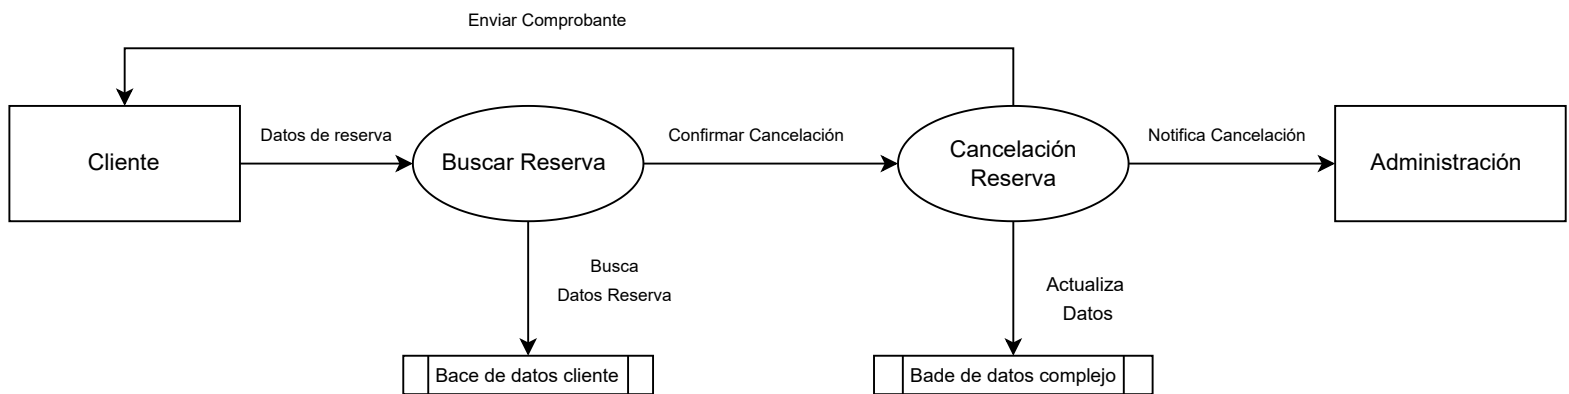 Enviar Comprobante
Datos de reserva
Confirmar Cancelación
Notifica Cancelación
Cliente
Buscar Reserva
Cancelación
Reserva
Administración
Busca
Datos Reserva
Actualiza
Datos
Bace de datos cliente
Bade de datos complejo